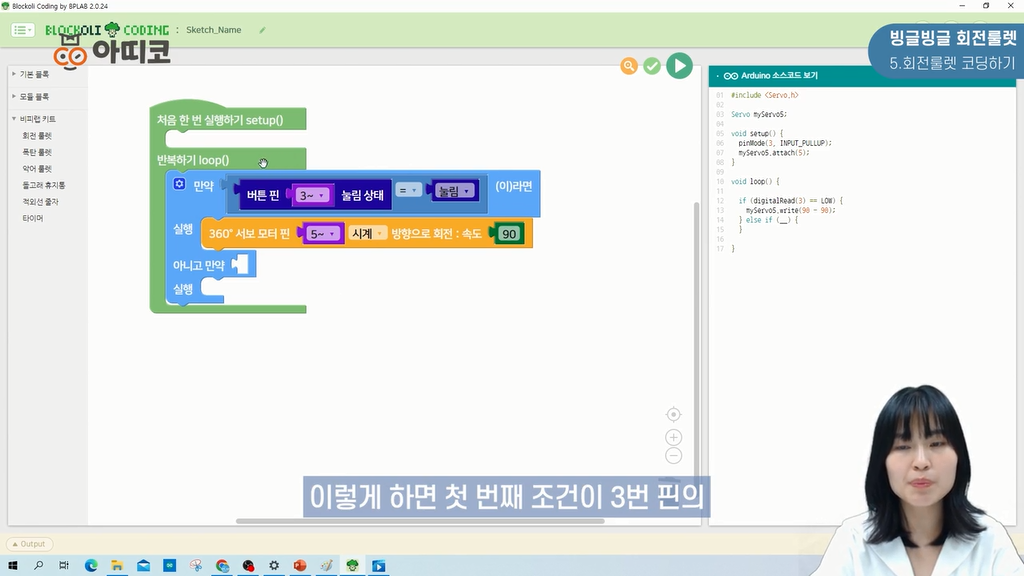 Blockoli Coding by BPLAB 2.0.24
BLOCKOLI CODING : Sketch_Name
아띠코
빙글빙글 회전룰렛
5.회전룰렛 코딩하기
기본 블록
모듈 블록
비피랩 키트
회전 룰렛
폭탄 룰렛
악어 룰렛
돌고래 휴지통
적외선 줄자
타이머
처음 한 번 실행하기 setup()
반복하기 loop()
만약 버튼 핀 3~ 눌림 상태 = 눌림 (이)라면
실행 360° 서보 모터 핀 5~ 시계 방향으로 회전 : 속도 90
아니고 만약
실행
Arduino 소스코드 보기
01 #include <Servo.h>
02
03 Servo myServo5;
04
05 void setup() {
06 pinMode(3, INPUT_PULLUP);
07 myServo5.attach(5);
08 }
09
10 void loop() {
11
12 if (digitalRead(3) == LOW) {
13 myServo5.write(90 - 90);
14 } else if (__) {
15 }
16
17 }
이렇게 하면 첫 번째 조건이 3번 핀의
Output